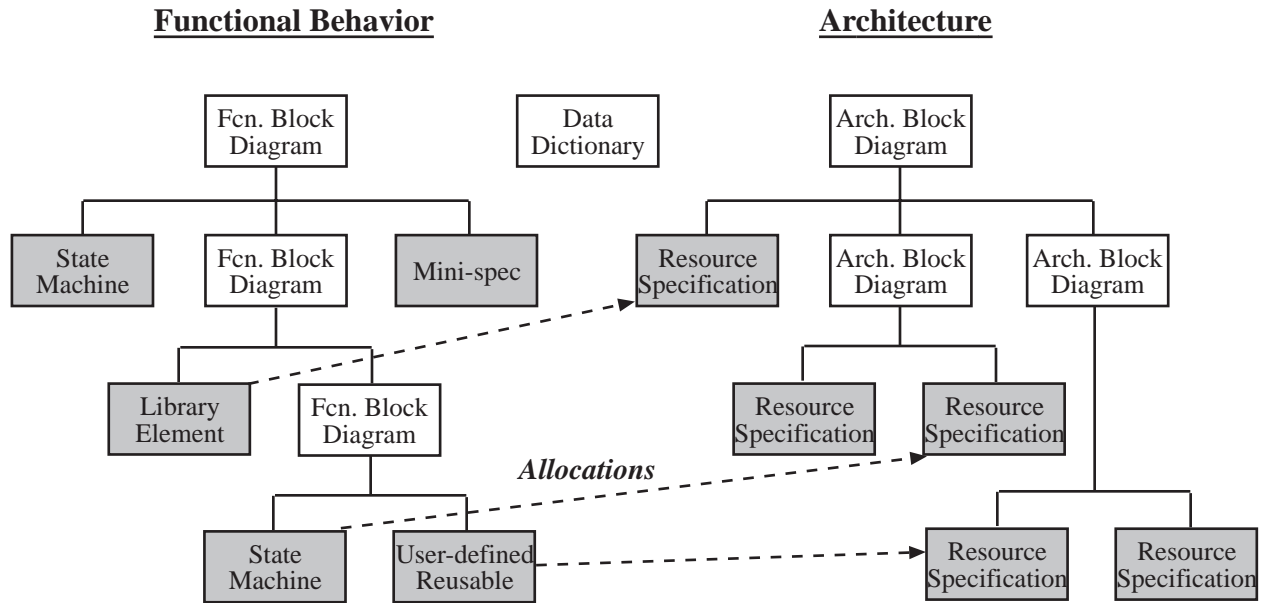 Functional Behavior
Architecture
Fcn. Block
Diagram
Data
Dictionary
Arch. Block
Diagram
State
Machine
Fcn. Block
Diagram
Mini-spec
Resource
Specification
Arch. Block
Diagram
Arch. Block
Diagram
Library
Element
Fcn. Block
Diagram
Resource
Specification
Resource
Specification
Allocations
State
Machine
User-defined
Reusable
Resource
Specification
Resource
Specification